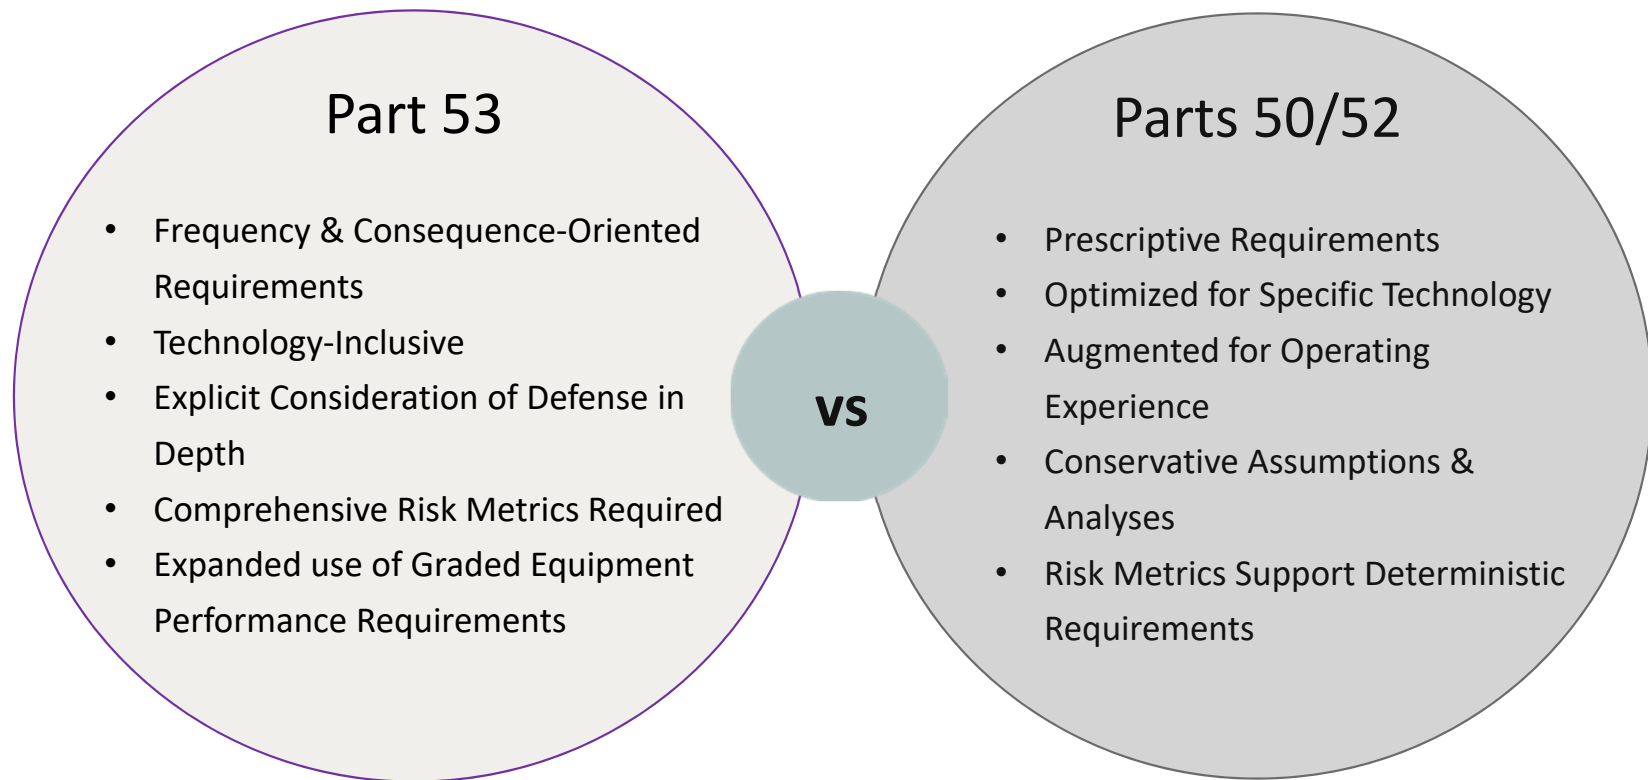 Part 53
• Frequency & Consequence-Oriented
Requirements
• Technology-Inclusive
• Explicit Consideration of Defense in
Depth
• Comprehensive Risk Metrics Required
• Expanded use of Graded Equipment
Performance Requirements
vs
Parts 50/52
• Prescriptive Requirements
• Optimized for Specific Technology
• Augmented for Operating
Experience
• Conservative Assumptions &
Analyses
• Risk Metrics Support Deterministic
Requirements